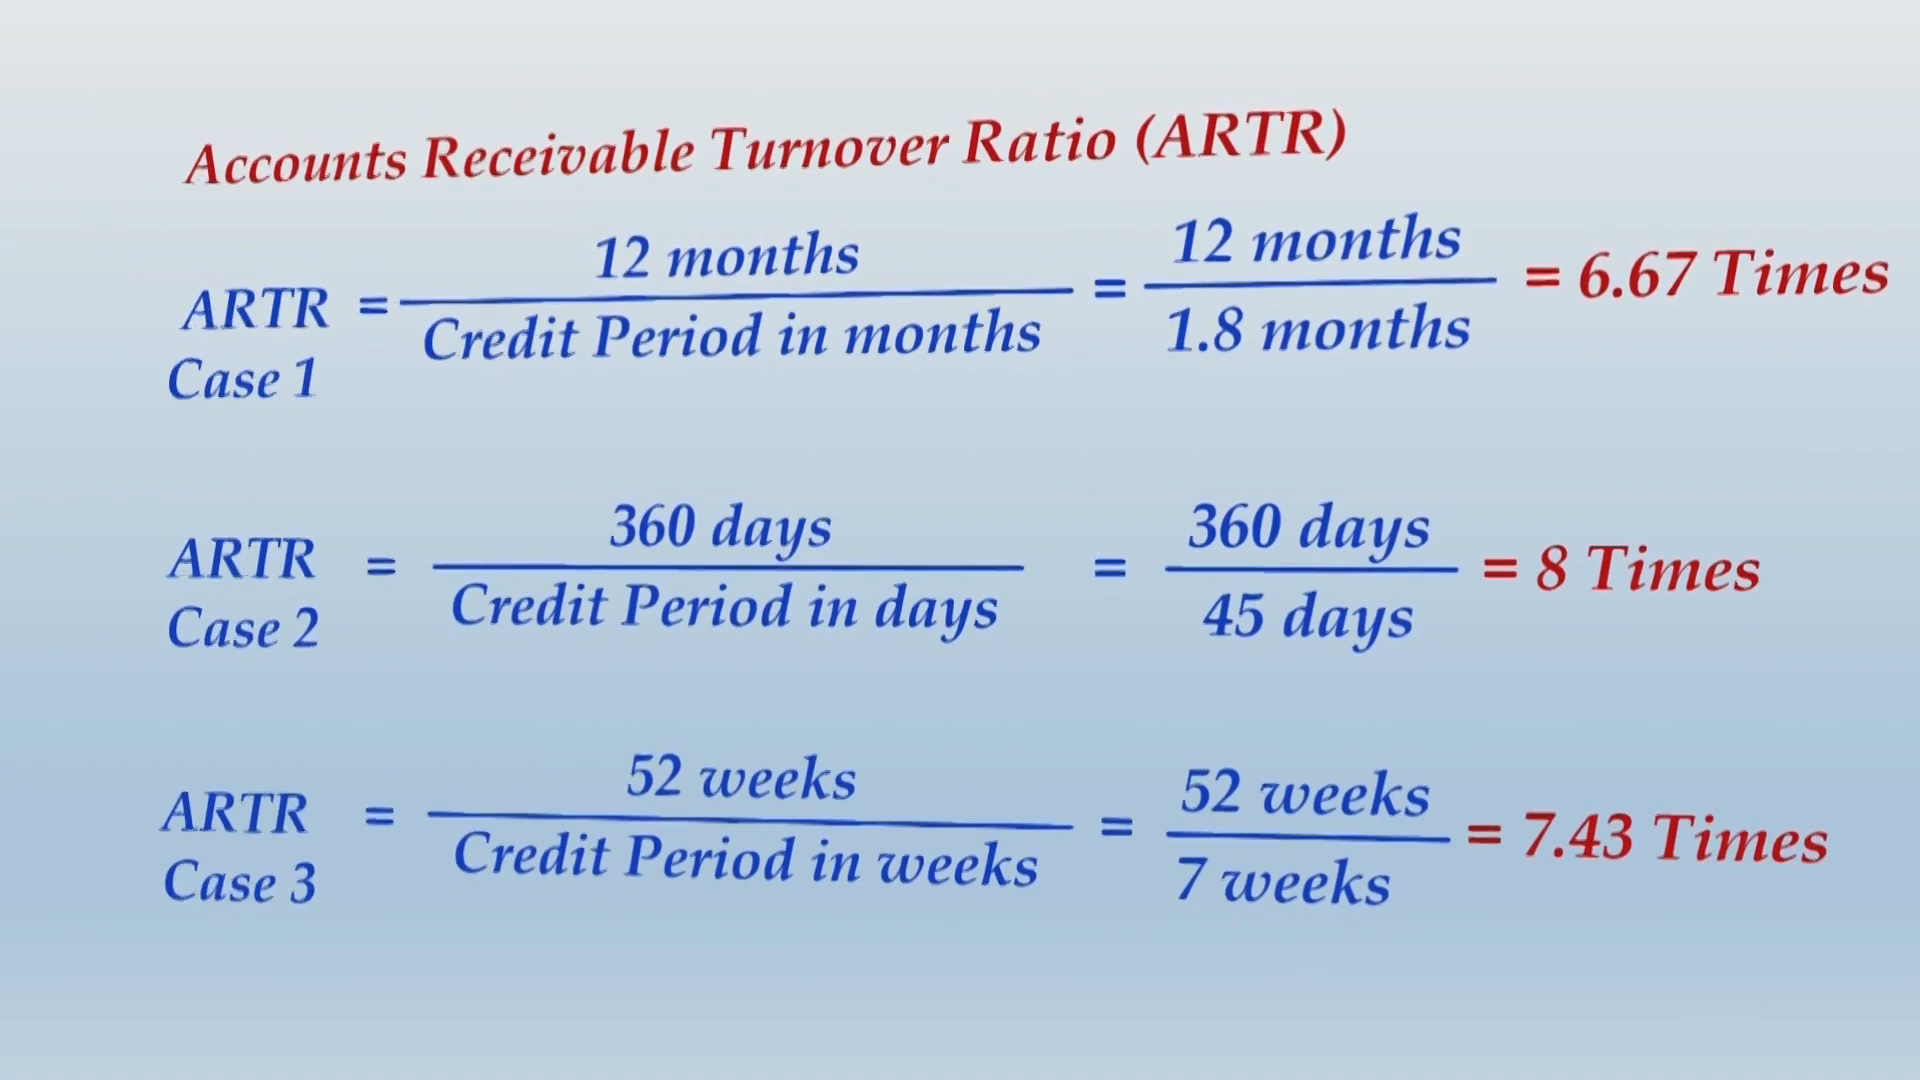 Accounts Receivable Turnover Ratio (ARTR)
12 months
12 months
ARTR = = = 6.67 Times
Credit Period in months
1.8 months
Case 1
360 days
360 days
ARTR = = = 8 Times
Credit Period in days
45 days
Case 2
52 weeks
52 weeks
ARTR = = = 7.43 Times
Credit Period in weeks
7 weeks
Case 3